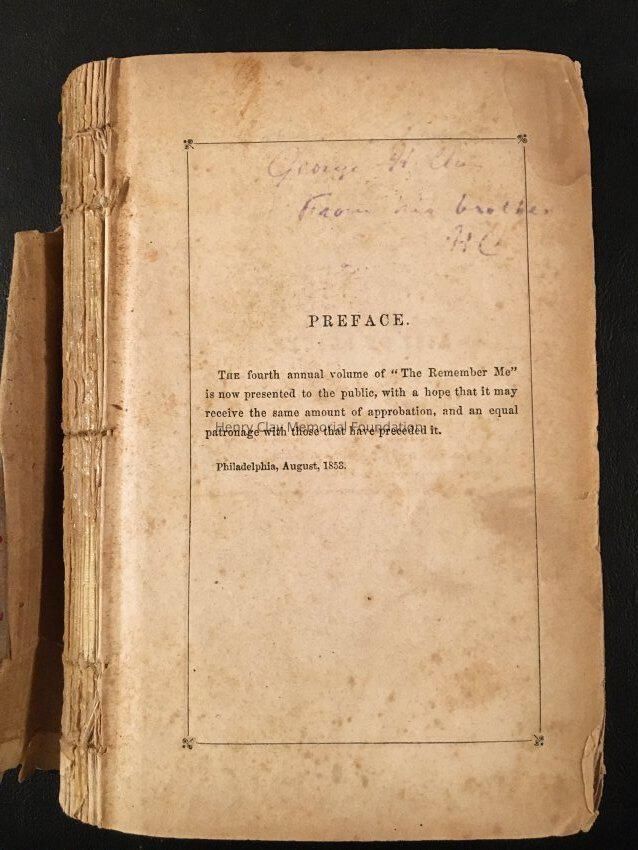 George H. Clay
From his brother
H C
PREFACE.
THE fourth annual volume of "The Remember Me"
is now presented to the public, with a hope that it may
receive the same amount of approbation, and an equal
patronage with those that have preceded it.
Henry Clay Memorial Foundation
Philadelphia, August, 1853.